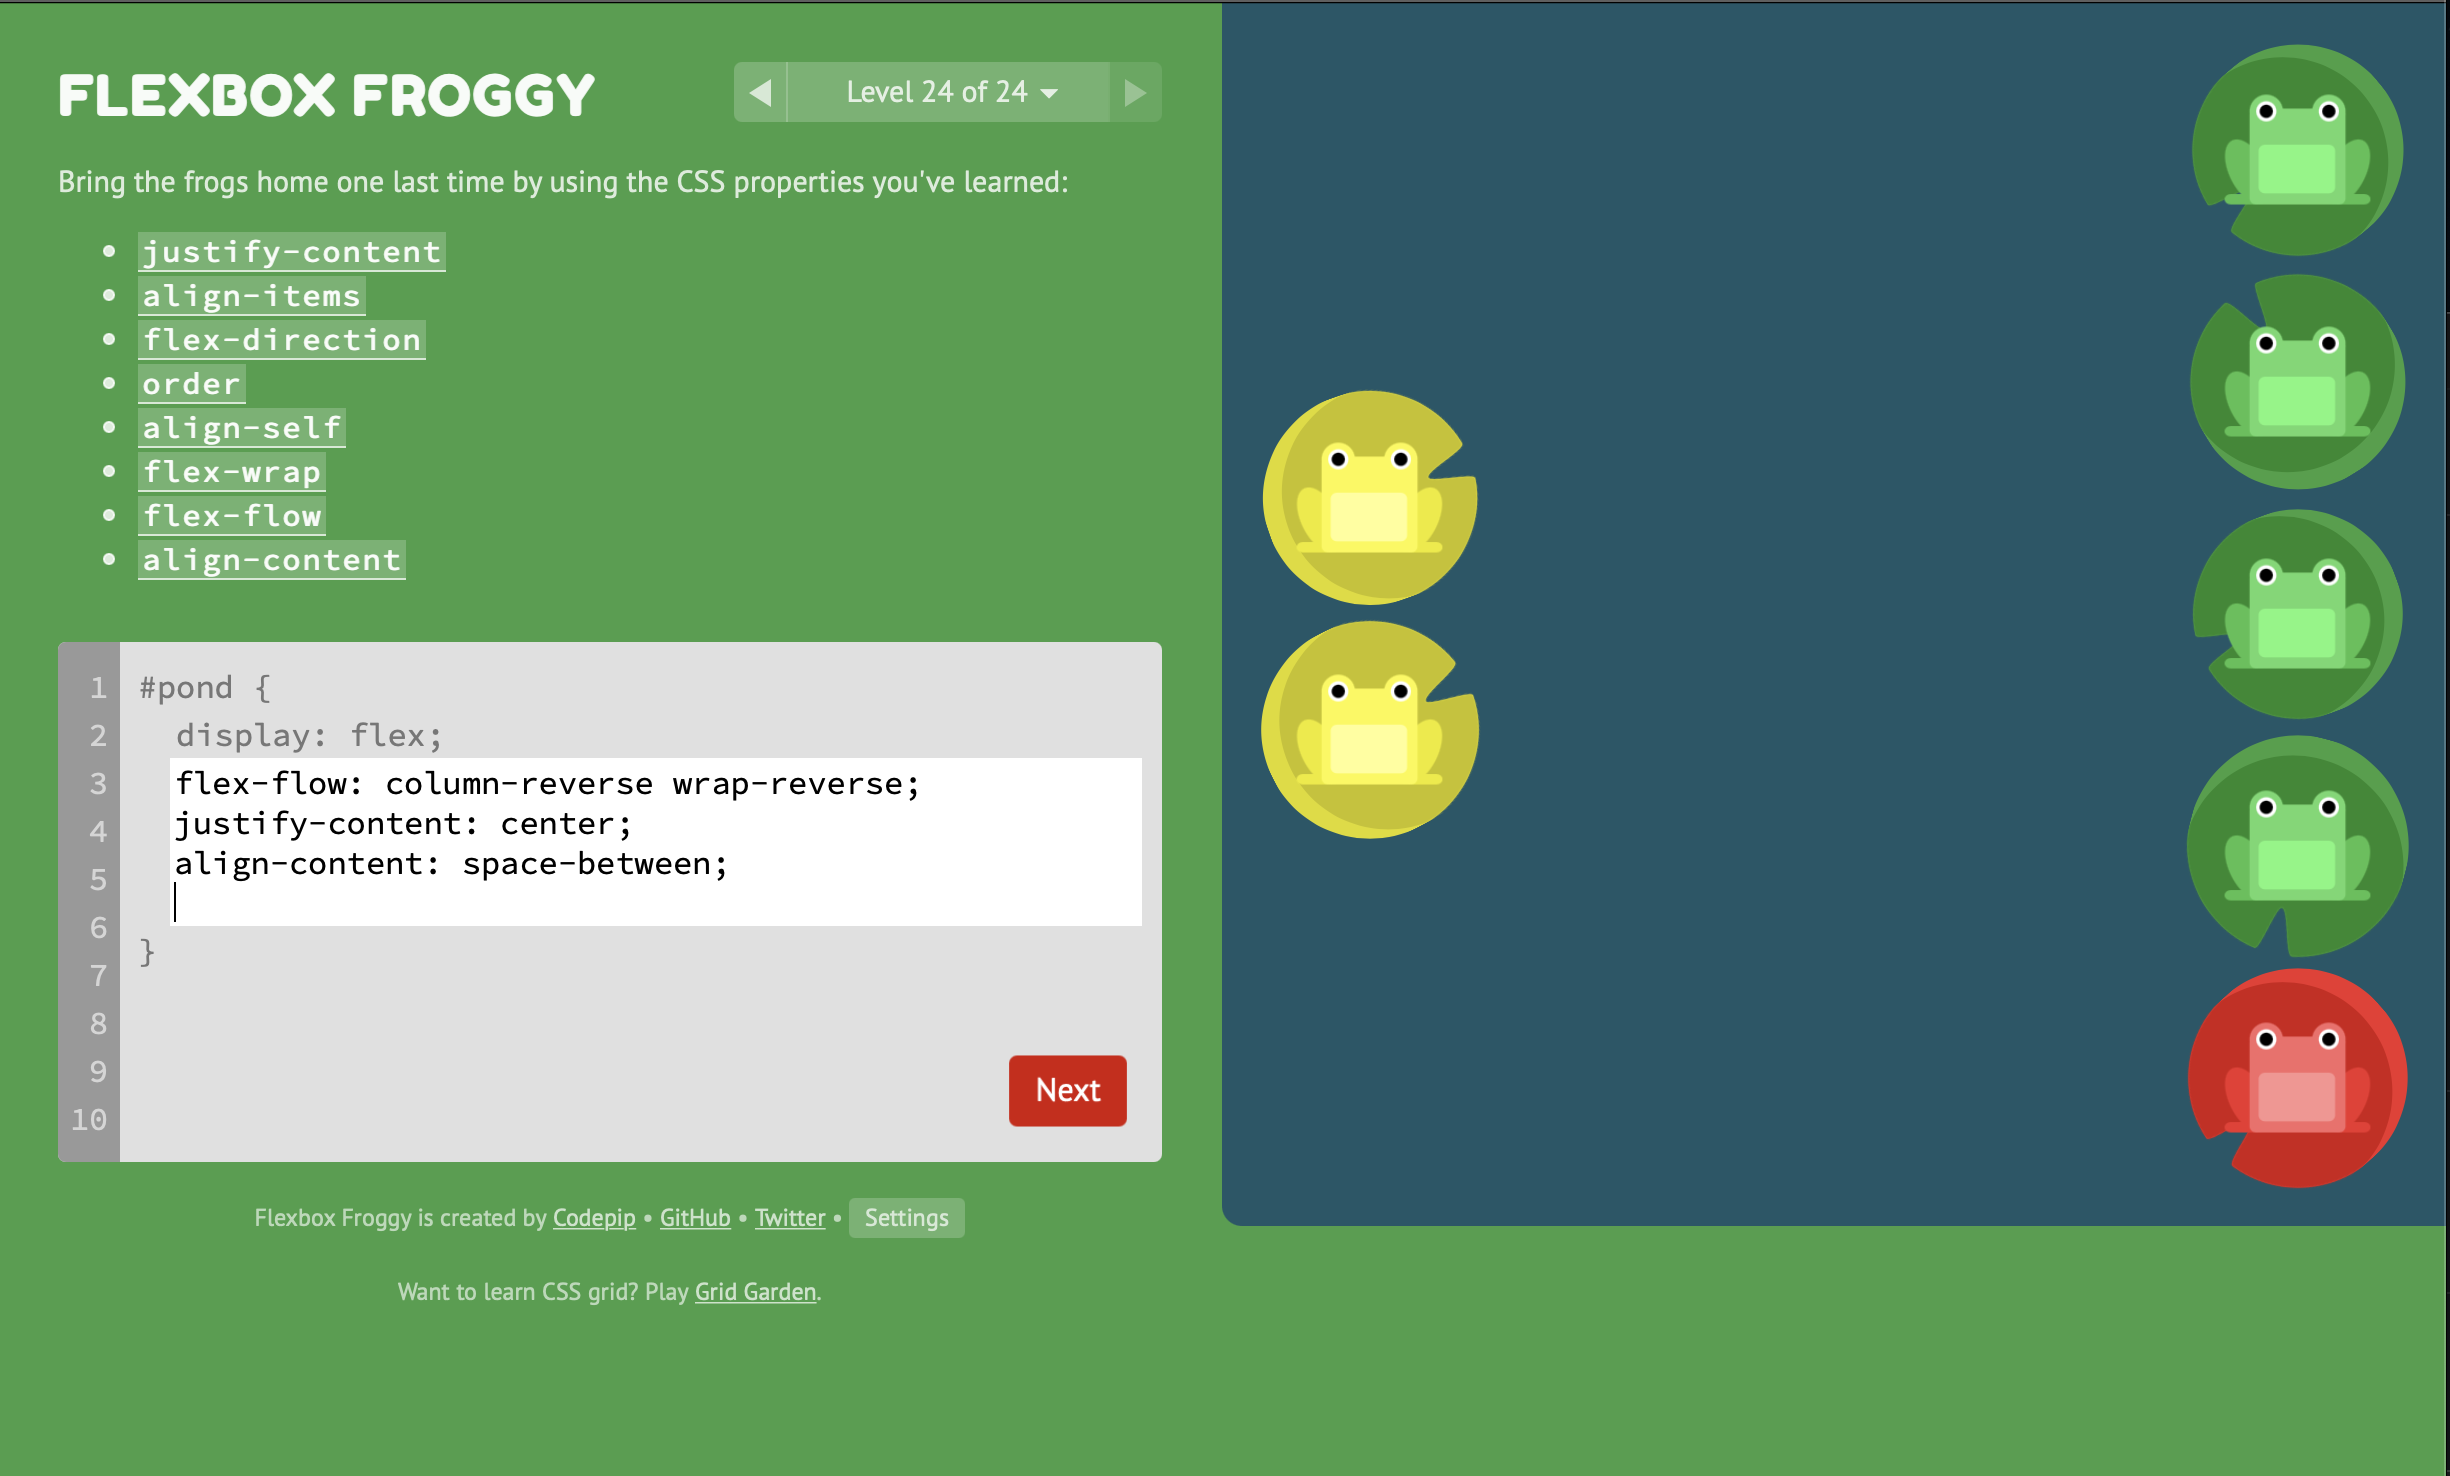 FLEXBOX FROGGY
Level 24 of 24
Bring the frogs home one last time by using the CSS properties you've learned:
justify-content
align-items
flex-direction
order
align-self
flex-wrap
flex-flow
align-content
1 #pond {
2 display: flex;
3 flex-flow: column-reverse wrap-reverse;
4 justify-content: center;
5 align-content: space-between;
6
7 }
8
9
10
Next
Flexbox Froggy is created by Codepip • GitHub • Twitter • Settings
Want to learn CSS grid? Play Grid Garden.